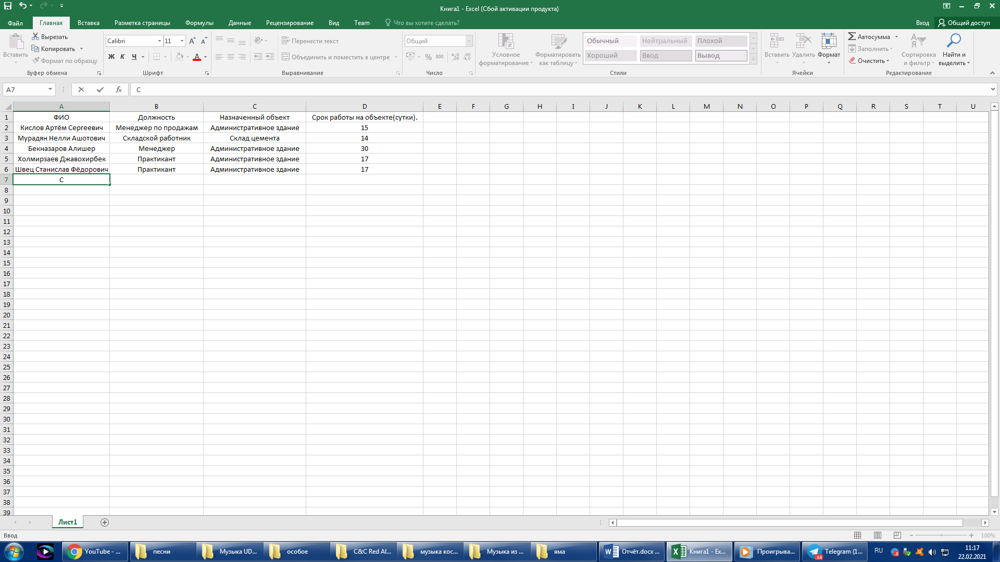 Книга1 - Excel (Сбой активации продукта)
Файл Главная Вставка Разметка страницы Формулы Данные Рецензирование Вид Team Что вы хотите сделать? Вход Общий доступ
Вставить
Вырезать
Копировать
Формат по образцу
Буфер обмена
Calibri 11
Ж К Ч А
Шрифт
Перенести текст
Объединить и поместить в центре
Выравнивание
Общий
% 000
Число
Условное форматирование
Форматировать как таблицу
Обычный Нейтральный Плохой
Хороший Ввод Вывод
Стили
Вставить Удалить Формат
Ячейки
Автосумма
Заполнить
Очистить
Сортировка и фильтр
Найти и выделить
Редактирование
A7 fx С
A B C D E F G H I J K L M N O P Q R S T U
1 ФИО Должность Назначенный объект Срок работы на объекте(сутки).
2 Кислов Артём Сергеевич Менеджер по продажам Административное здание 15
3 Мурадян Нелли Ашотович Складской работник Склад цемента 14
4 Бекназаров Алишер Менеджер Административное здание 30
5 Холмирзаев Джавохирбек Практикант Административное здание 17
6 Швец Станислав Фёдорович Практикант Административное здание 17
7 С
8
9
10
11
12
13
14
15
16
17
18
19
20
21
22
23
24
25
26
27
28
29
30
31
32
33
34
35
36
37
38
39
Лист1
Ввод 100%
YouTube - ... песни Музыка UD... особое C&C Red Al... музыка кос... Музыка из ... яма Отчёт.docx ... Книга1 - Ex... Проигрыва... Telegram (1... RU 11:17
22.02.2021